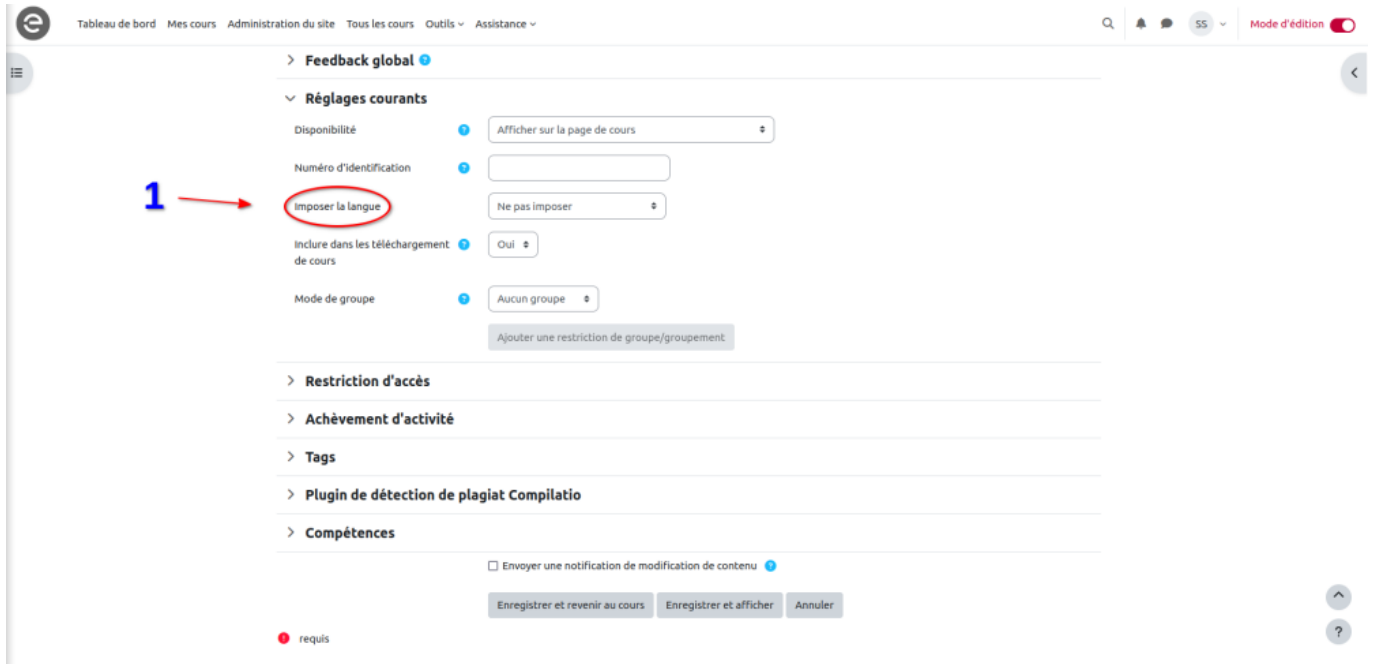 Tableau de bord Mes cours Administration du site Tous les cours Outils Assistance SS Mode d'édition
Feedback global
Réglages courants
Disponibilité Afficher sur la page de cours
Numéro d'identification
1 Imposer la langue Ne pas imposer
Inclure dans les téléchargement Oui
de cours
Mode de groupe Aucun groupe
Ajouter une restriction de groupe/groupement
Restriction d'accès
Achèvement d'activité
Tags
Plugin de détection de plagiat Compilatio
Compétences
Envoyer une notification de modification de contenu
Enregistrer et revenir au cours Enregistrer et afficher Annuler
requis